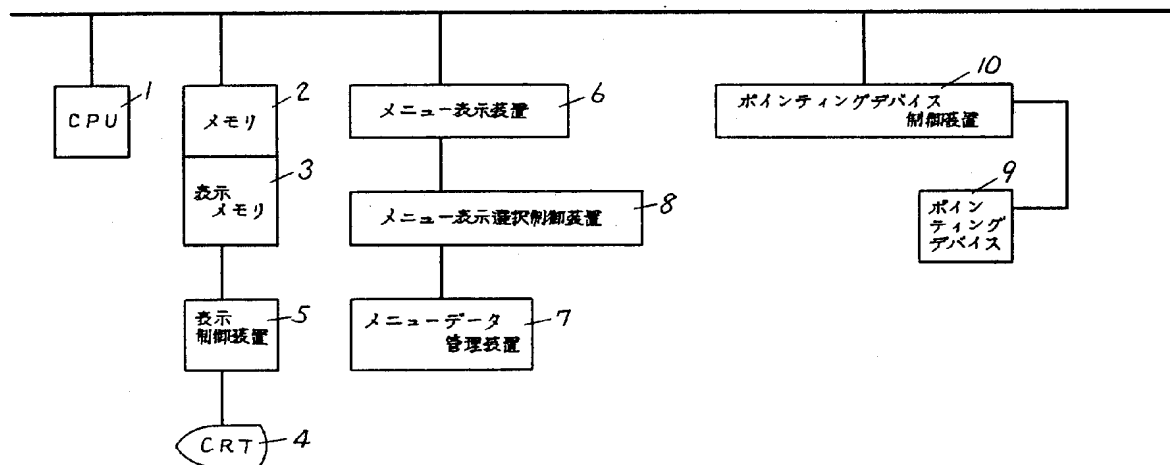 1
CPU
2
メモリ
3
表示
メモリ
5
表示
制御装置
4
CRT
6
メニュー表示装置
8
メニュー表示選択制御装置
7
メニューデータ
管理装置
10
ポインティングデバイス
制御装置
9
ポイン
ティング
デバイス